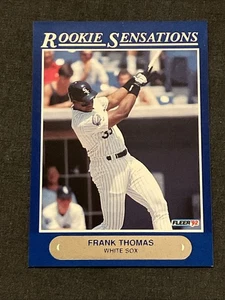 ROOKIE SENSATIONS
FLEER '92
FRANK THOMAS
WHITE SOX